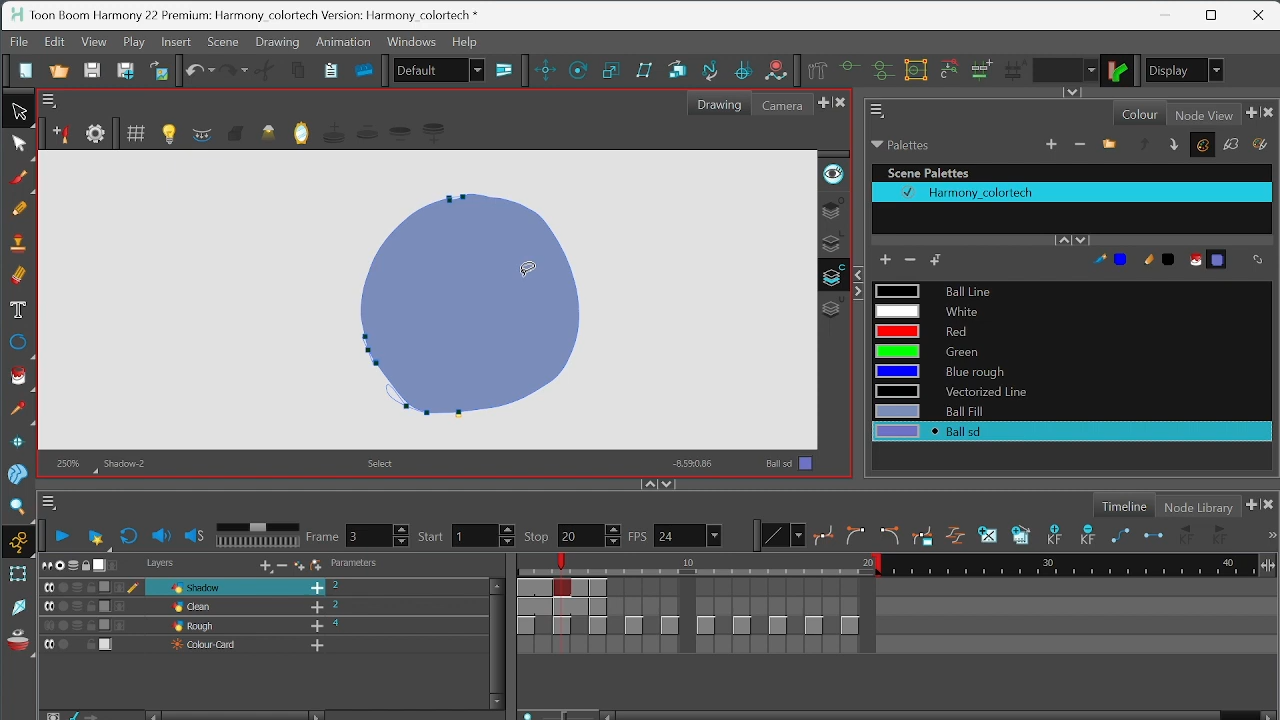 Toon Boom Harmony 22 Premium: Harmony_colortech Version: Harmony_colortech *
File Edit View Play Insert Scene Drawing Animation Windows Help
Default Display
Drawing Camera
Colour Node View
Palettes
Scene Palettes
Harmony_colortech
Ball Line
White
Red
Green
Blue rough
Vectorized Line
Ball Fill
Ball sd
250% Shadow-2 Select -8.59:0.86 Ball sd
Timeline Node Library
Frame 3 Start 1 Stop 20 FPS 24
KF KF KF KF
Layers Parameters 10 20 30 40
Shadow 2
Clean 2
Rough 4
Colour-Card